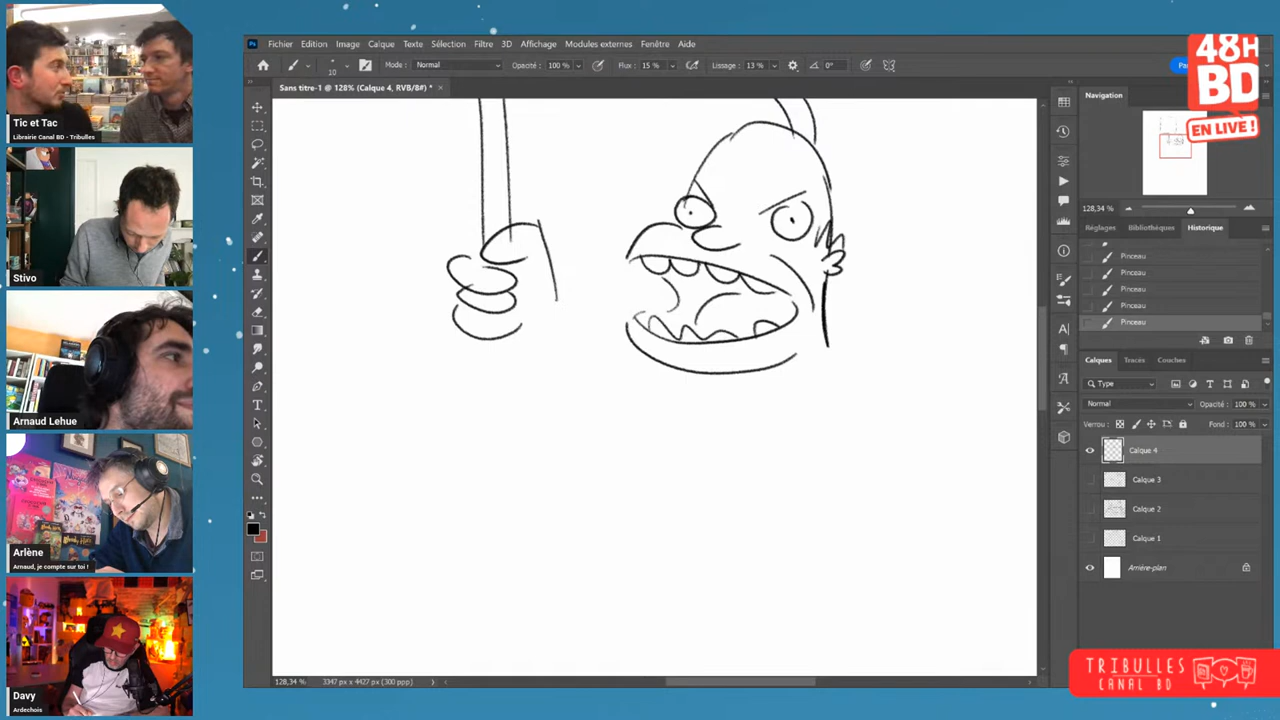 Tic et Tac
Librairie Canal BD - Tribulles
Stivo
Arnaud Lehue
Arlène
Arnaud, je compte sur toi !
Davy
Ardechois
Ps Fichier Edition Image Calque Texte Sélection Filtre 3D Affichage Modules externes Fenêtre Aide
10 Mode : Normal Opacité : 100 % Flux : 15 % Lissage : 13 % 0°
Sans titre-1 @ 128% (Calque 4, RVB/8#) * ×
48H
BD
EN LIVE !
Navigation
128,34 %
Réglages Bibliothèques Historique
Pinceau
Pinceau
Pinceau
Pinceau
Pinceau
Calques Tracés Couches
Type
Normal Opacité : 100 %
Verrou : Fond : 100 %
Calque 4
Calque 3
Calque 2
Calque 1
Arrière-plan
128,34 % 3347 px x 4427 px (300 ppp)
TRIBULLES
CANAL BD